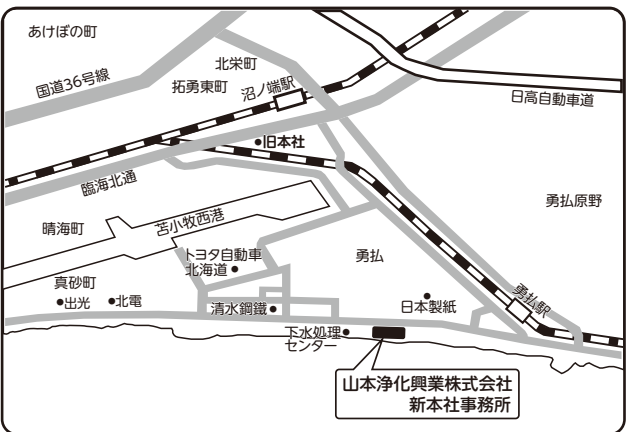 あけぼの町
国道36号線
北栄町
拓勇東町
沼ノ端駅
日高自動車道
旧本社
臨海北通
勇払原野
晴海町
苫小牧西港
トヨタ自動車
北海道
勇払
真砂町
出光
北電
清水鋼鐵
日本製紙
勇払駅
下水処理
センター
山本浄化興業株式会社
新本社事務所